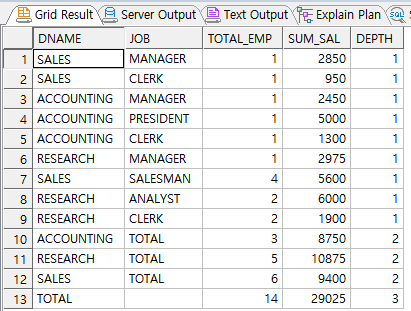 Grid Result Server Output Text Output Explain Plan SQL
DNAME JOB TOTAL_EMP SUM_SAL DEPTH
1 SALES MANAGER 1 2850 1
2 SALES CLERK 1 950 1
3 ACCOUNTING MANAGER 1 2450 1
4 ACCOUNTING PRESIDENT 1 5000 1
5 ACCOUNTING CLERK 1 1300 1
6 RESEARCH MANAGER 1 2975 1
7 SALES SALESMAN 4 5600 1
8 RESEARCH ANALYST 2 6000 1
9 RESEARCH CLERK 2 1900 1
10 ACCOUNTING TOTAL 3 8750 2
11 RESEARCH TOTAL 5 10875 2
12 SALES TOTAL 6 9400 2
13 TOTAL 14 29025 3